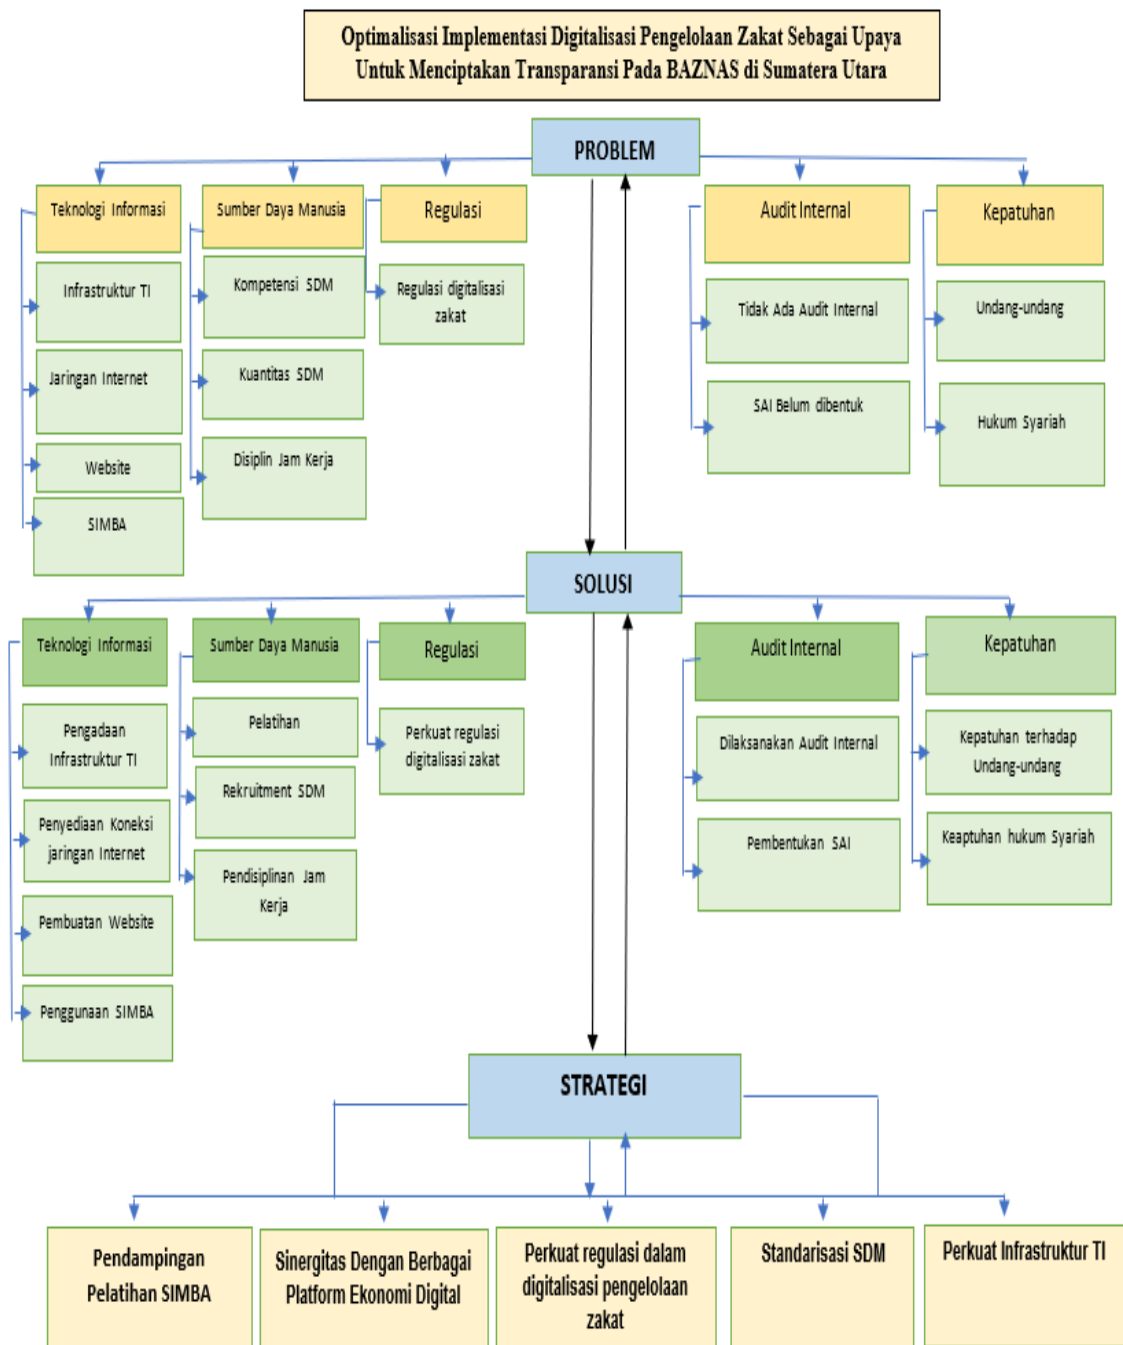 Optimalisasi Implementasi Digitalisasi Pengelolaan Zakat Sebagai Upaya
Untuk Menciptakan Transparansi Pada BAZNAS di Sumatera Utara
PROBLEM
Teknologi Informasi
Infrastruktur TI
Jaringan Internet
Website
SIMBA
Sumber Daya Manusia
Kompetensi SDM
Kuantitas SDM
Disiplin Jam Kerja
Regulasi
Regulasi digitalisasi
zakat
Audit Internal
Tidak Ada Audit Internal
SAI Belum dibentuk
Kepatuhan
Undang-undang
Hukum Syariah
SOLUSI
Teknologi Informasi
Pengadaan
Infrastruktur TI
Penyediaan Koneksi
jaringan Internet
Pembuatan Website
Penggunaan SIMBA
Sumber Daya Manusia
Pelatihan
Rekruitment SDM
Pendisiplinan Jam
Kerja
Regulasi
Perkuat regulasi
digitalisasi zakat
Audit Internal
Dilaksanakan Audit Internal
Pembentukan SAI
Kepatuhan
Kepatuhan terhadap
Undang-undang
Keaptuhan hukum Syariah
STRATEGI
Pendampingan
Pelatihan SIMBA
Sinergitas Dengan Berbagai
Platform Ekonomi Digital
Perkuat regulasi dalam
digitalisasi pengelolaan
zakat
Standarisasi SDM
Perkuat Infrastruktur TI